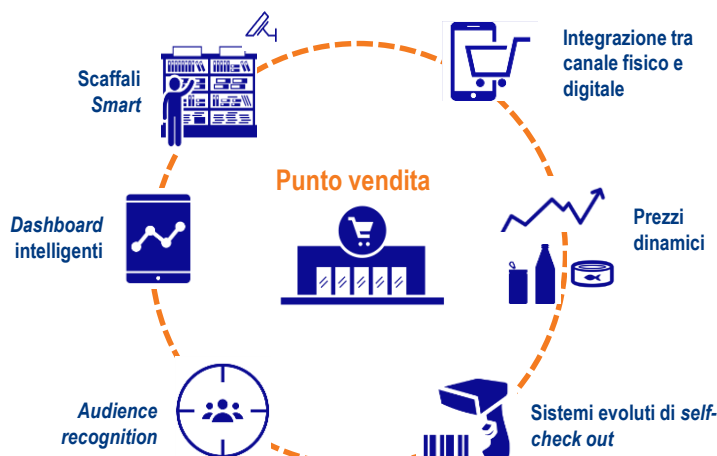 Scaffali
Smart
Integrazione tra
canale fisico e
digitale
Punto vendita
Dashboard
intelligenti
Prezzi
dinamici
Audience
recognition
Sistemi evoluti di self-
check out